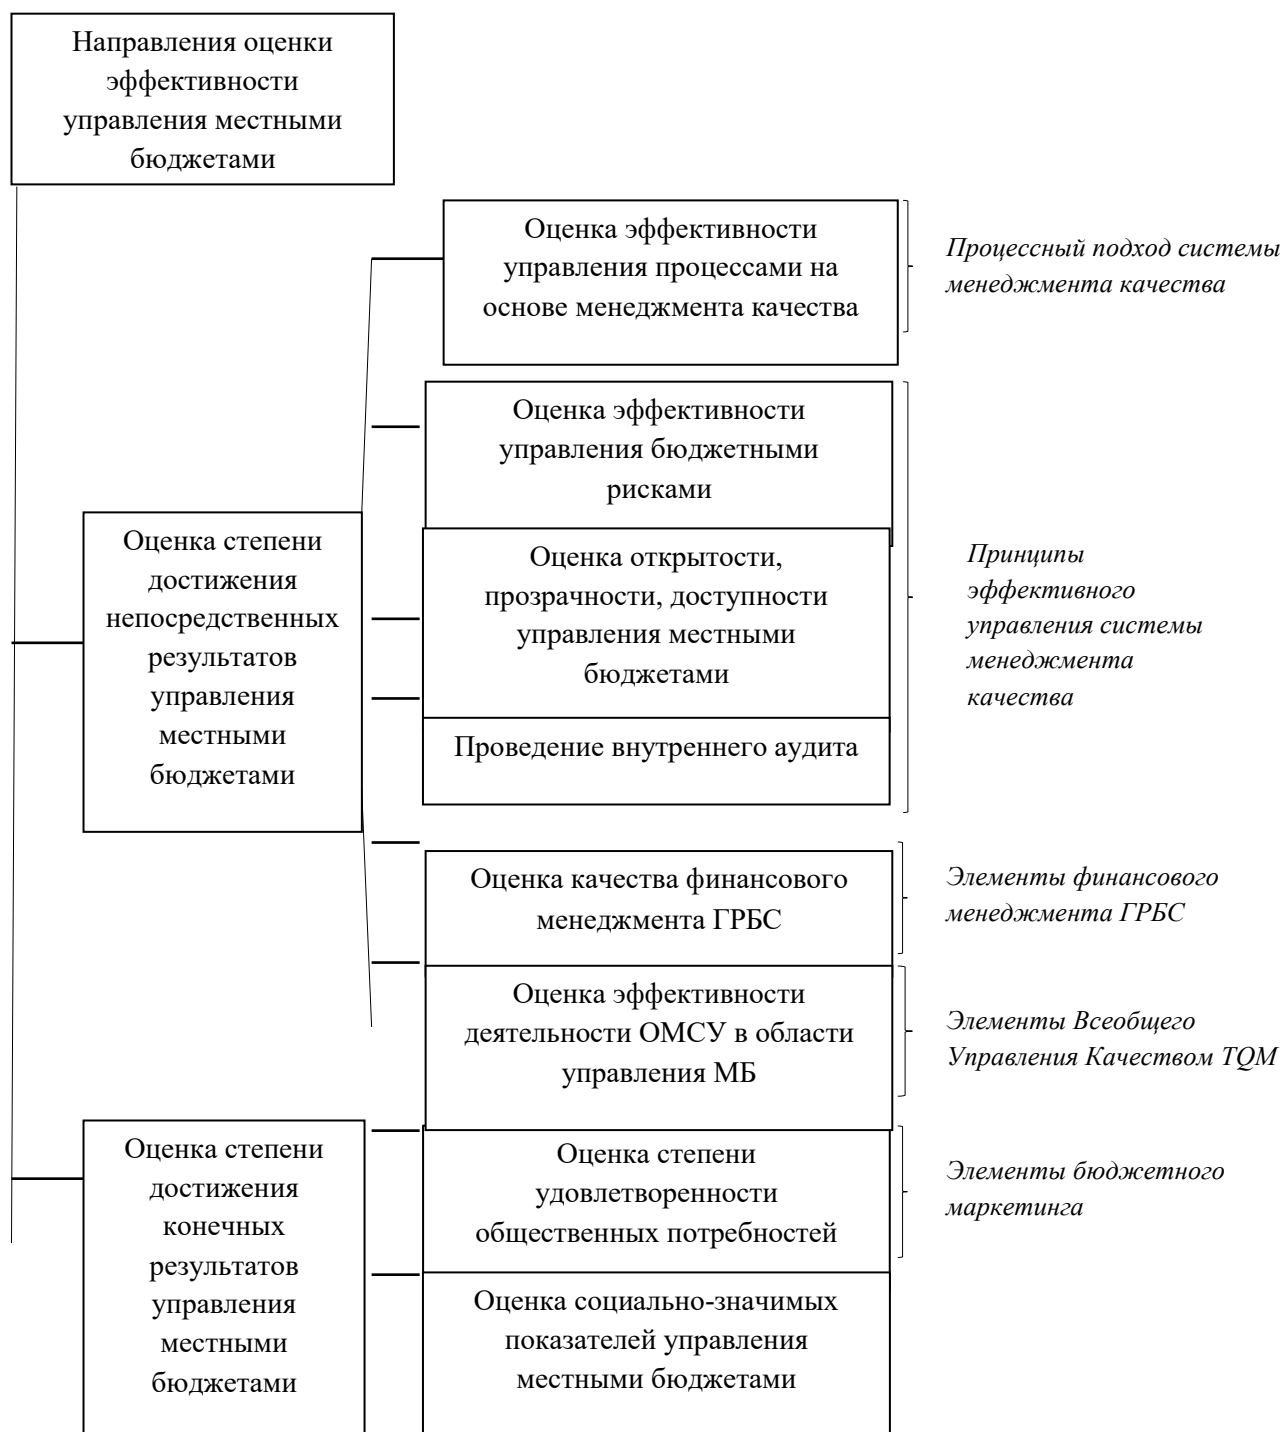 Направления оценки
эффективности
управления местными
бюджетами
Оценка эффективности
управления процессами на
основе менеджмента качества
Процессный подход системы
менеджмента качества
Оценка эффективности
управления бюджетными
рисками
Оценка открытости,
прозрачности, доступности
управления местными
бюджетами
Проведение внутреннего аудита
Принципы
эффективного
управления системы
менеджмента
качества
Оценка степени
достижения
непосредственных
результатов
управления
местными
бюджетами
Оценка качества финансового
менеджмента ГРБС
Элементы финансового
менеджмента ГРБС
Оценка эффективности
деятельности ОМСУ в области
управления МБ
Элементы Всеобщего
Управления Качеством TQM
Оценка степени
достижения
конечных
результатов
управления
местными
бюджетами
Оценка степени
удовлетворенности
общественных потребностей
Элементы бюджетного
маркетинга
Оценка социально-значимых
показателей управления
местными бюджетами